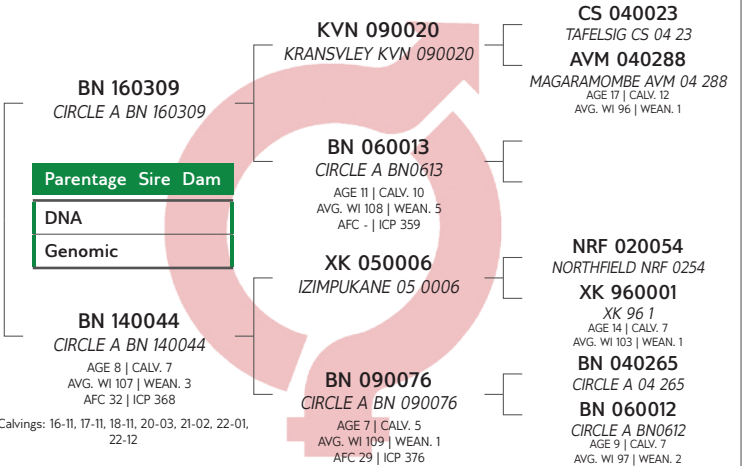 BN 160309
CIRCLE A BN 160309
Parentage Sire Dam
DNA
Genomic
BN 140044
CIRCLE A BN 140044
AGE 8 | CALV. 7
AVG. WI 107 | WEAN. 3
AFC 32 | ICP 368
Calvings: 16-11, 17-11, 18-11, 20-03, 21-02, 22-01,
22-12
KVN 090020
KRANSVLEY KVN 090020
BN 060013
CIRCLE A BN0613
AGE 11 | CALV. 10
AVG. WI 108 | WEAN. 5
AFC - | ICP 359
XK 050006
IZIMPUKANE 05 0006
BN 090076
CIRCLE A BN 090076
AGE 7 | CALV. 5
AVG. WI 109 | WEAN. 1
AFC 29 | ICP 376
CS 040023
TAFELSIG CS 04 23
AVM 040288
MAGARAMOMBE AVM 04 288
AGE 17 | CALV. 12
AVG. WI 96 | WEAN. 1
NRF 020054
NORTHFIELD NRF 0254
XK 960001
XK 96 1
AGE 14 | CALV. 7
AVG. WI 103 | WEAN. 1
BN 040265
CIRCLE A 04 265
BN 060012
CIRCLE A BN0612
AGE 9 | CALV. 7
AVG. WI 97 | WEAN. 2